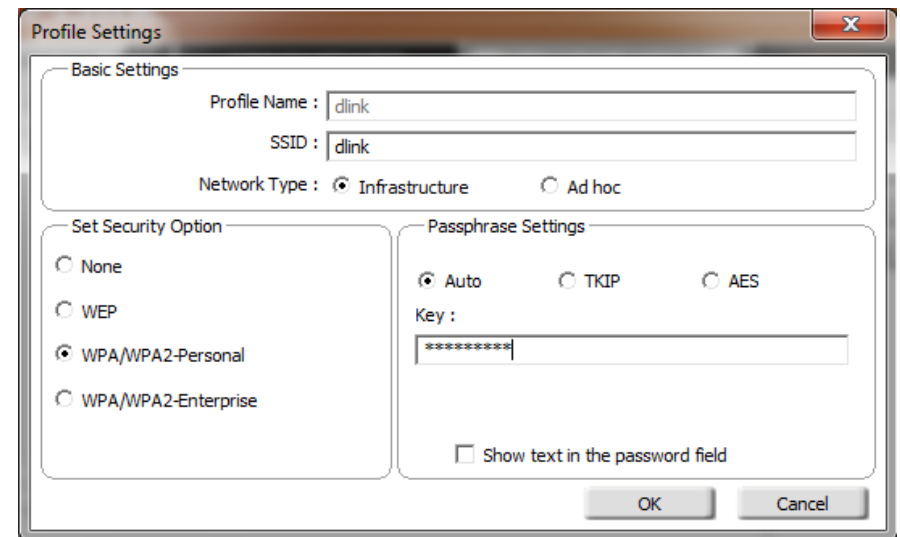 Profile Settings
Basic Settings
Profile Name :
dlink
SSID :
dlink
Network Type :
Infrastructure
Ad hoc
Set Security Option
None
WEP
WPA/WPA2-Personal
WPA/WPA2-Enterprise
Passphrase Settings
Auto
TKIP
AES
Key :
*********
Show text in the password field
OK
Cancel